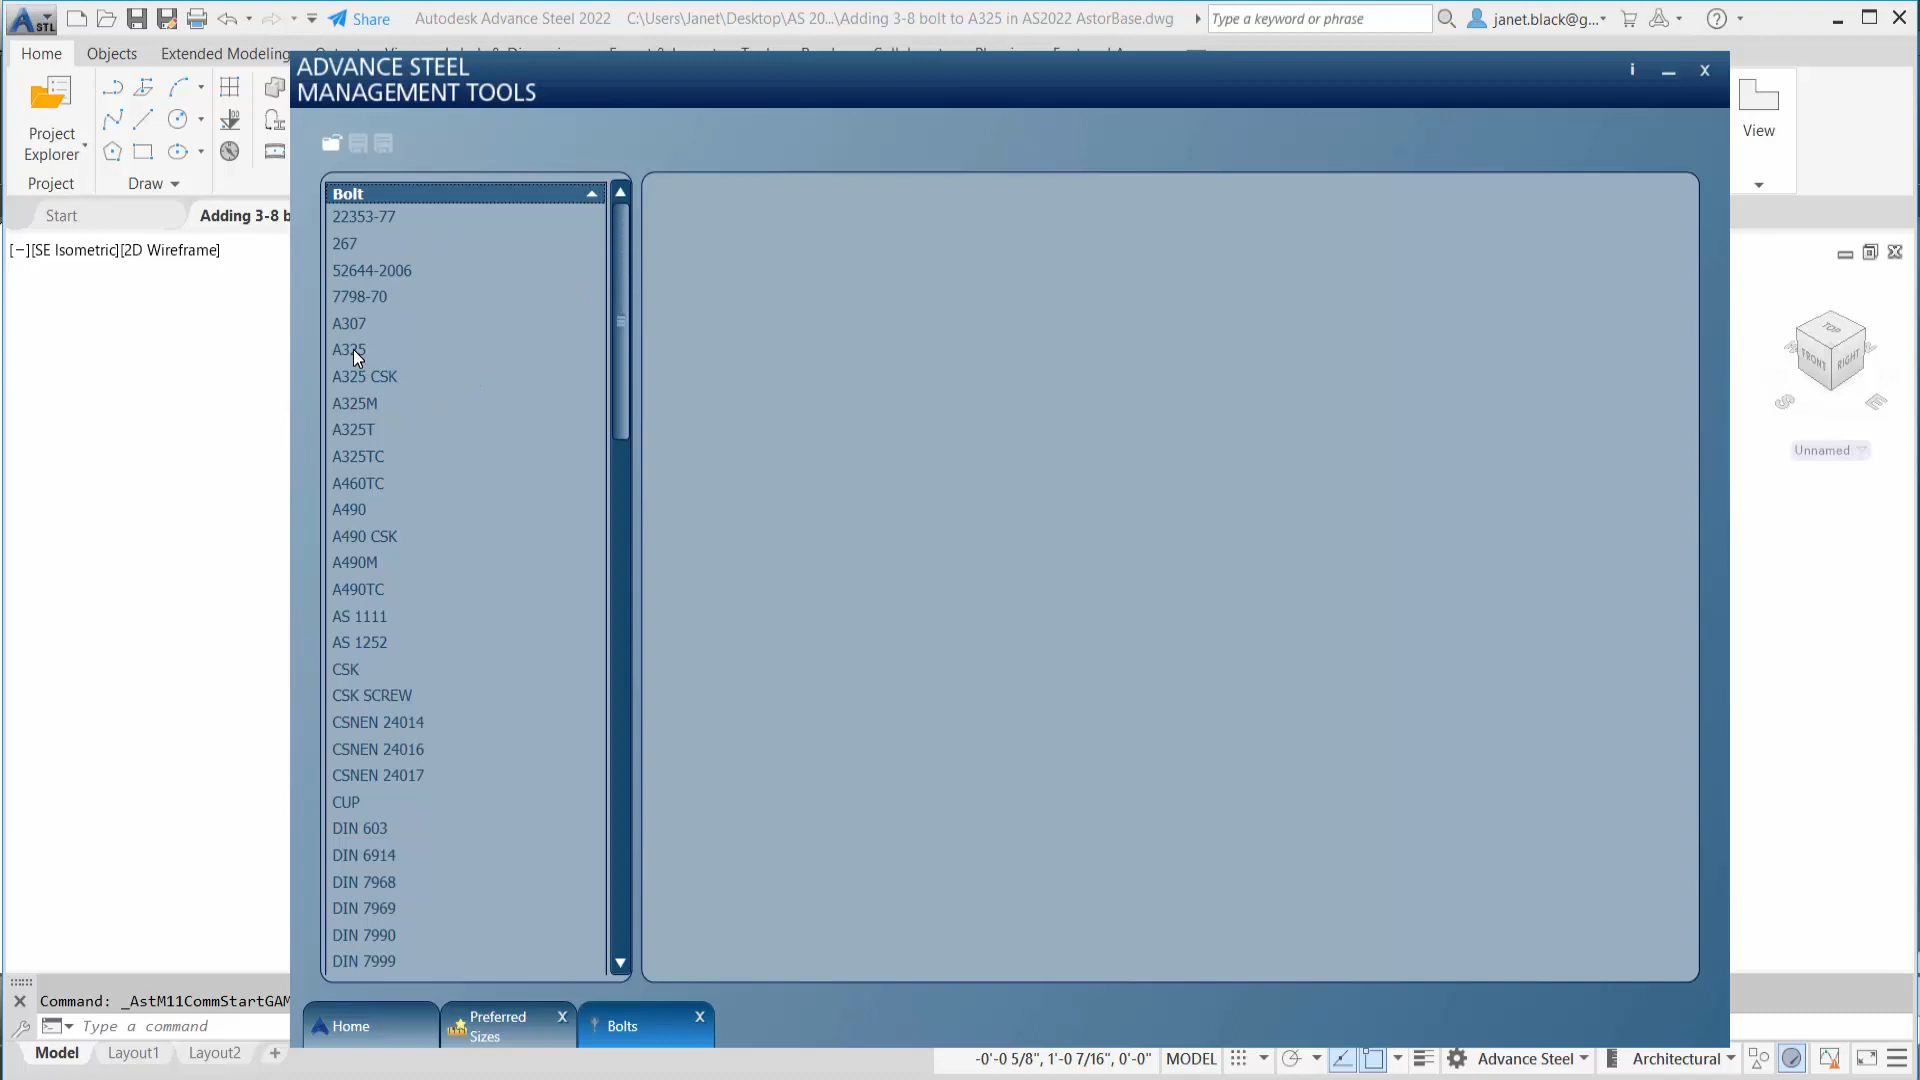 Share
Autodesk Advance Steel 2022 C:\Users\Janet\Desktop\AS 20...\Adding 3-8 bolt to A325 in AS2022 AstorBase.dwg
Type a keyword or phrase
janet.black@g...
STL
Home
Objects
Extended Modeling
ADVANCE STEEL
MANAGEMENT TOOLS
i
x
Project
Explorer
Project
Draw
View
Start
Adding 3-8 b
[−][SE Isometric][2D Wireframe]
Bolt
22353-77
267
52644-2006
7798-70
A307
A325
A325 CSK
A325M
A325T
A325TC
A460TC
A490
A490 CSK
A490M
A490TC
AS 1111
AS 1252
CSK
CSK SCREW
CSNEN 24014
CSNEN 24016
CSNEN 24017
CUP
DIN 603
DIN 6914
DIN 7968
DIN 7969
DIN 7990
DIN 7999
TOP
FRONT
RIGHT
S
E
Unnamed
Command: _AstM11CommStartGAM
Type a command
Home
Preferred
Sizes
X
Bolts
X
Model
Layout1
Layout2
+
-0'-0 5/8", 1'-0 7/16", 0'-0"
MODEL
Advance Steel
Architectural